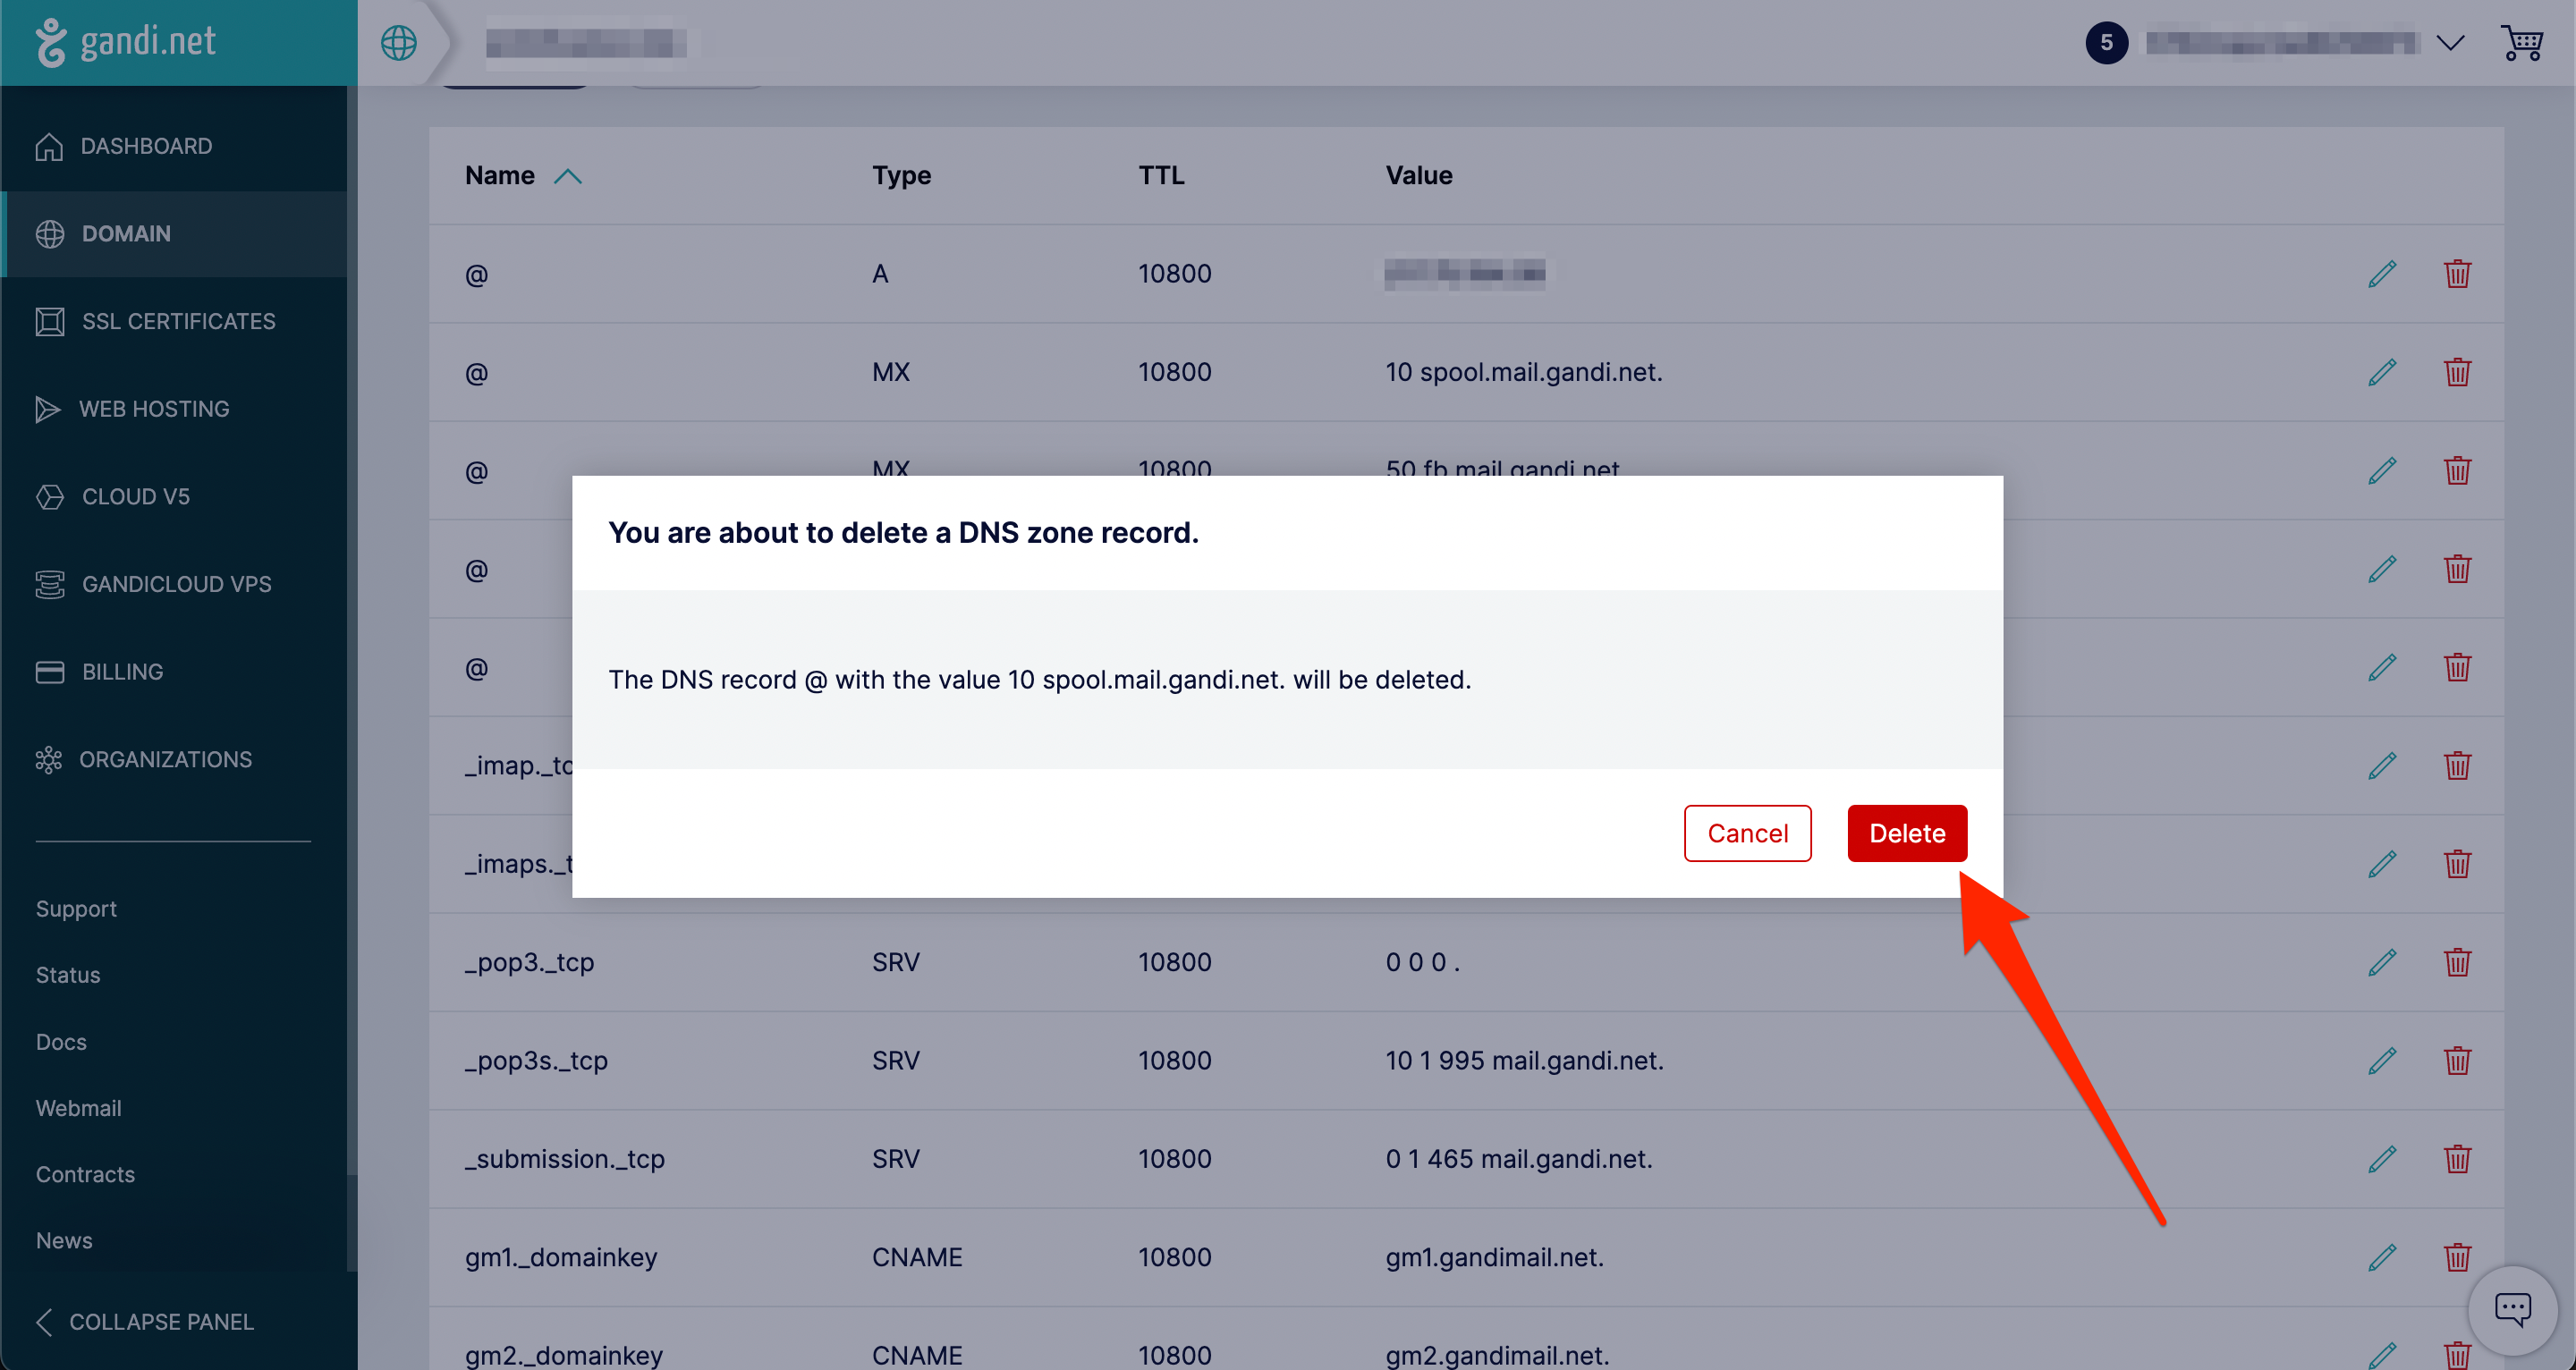 gandi.net
5
DASHBOARD
DOMAIN
SSL CERTIFICATES
WEB HOSTING
CLOUD V5
GANDICLOUD VPS
BILLING
ORGANIZATIONS
Support
Status
Docs
Webmail
Contracts
News
COLLAPSE PANEL
Name Type TTL Value
@ A 10800
@ MX 10800 10 spool.mail.gandi.net.
@ MX 10800 50 fb.mail.gandi.net
@
@
_imap._tc
_imaps._t
You are about to delete a DNS zone record.
The DNS record @ with the value 10 spool.mail.gandi.net. will be deleted.
Cancel Delete
_pop3._tcp SRV 10800 0 0 0 .
_pop3s._tcp SRV 10800 10 1 995 mail.gandi.net.
_submission._tcp SRV 10800 0 1 465 mail.gandi.net.
gm1._domainkey CNAME 10800 gm1.gandimail.net.
gm2._domainkey CNAME 10800 gm2.gandimail.net.